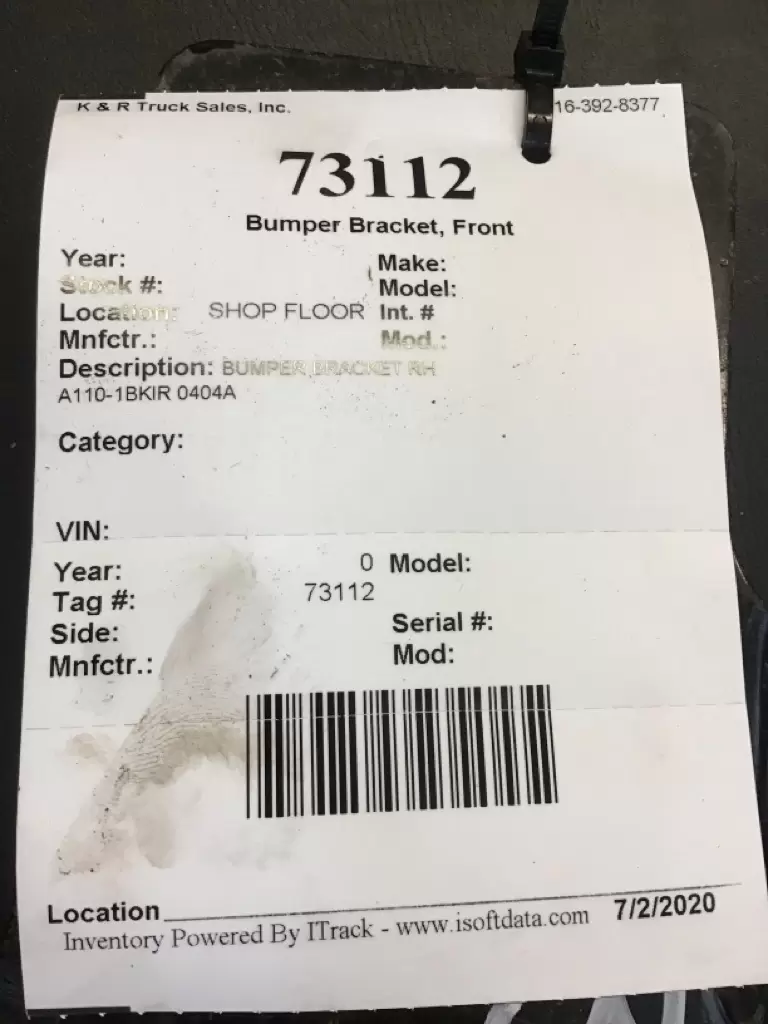 K & R Truck Sales, Inc. 16-392-8377
73112
Bumper Bracket, Front
Year: Make:
Stock #: Model:
Location: SHOP FLOOR Int. #
Mnfctr.: Mod.:
Description: BUMPER BRACKET RH
A110-1BKIR 0404A
Category:
VIN:
Year: 0 Model:
Tag #: 73112
Side: Serial #:
Mnfctr.: Mod:
Location 7/2/2020
Inventory Powered By ITrack - www.isoftdata.com